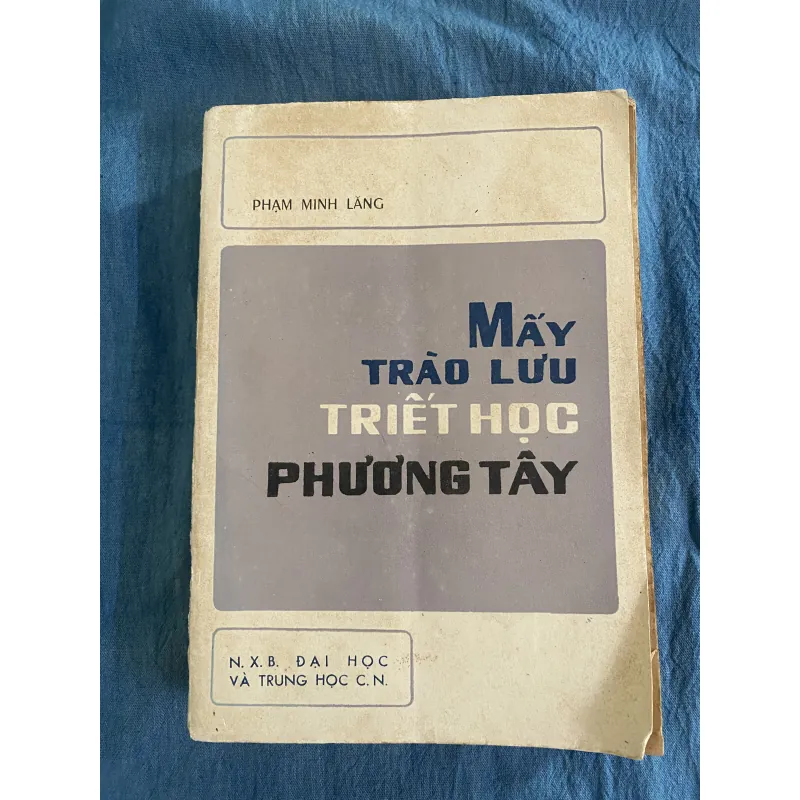 PHẠM MINH LĂNG
MẤY
TRÀO LƯU
TRIẾT HỌC
PHƯƠNG TÂY
N.X.B. ĐẠI HỌC
VÀ TRUNG HỌC C.N.